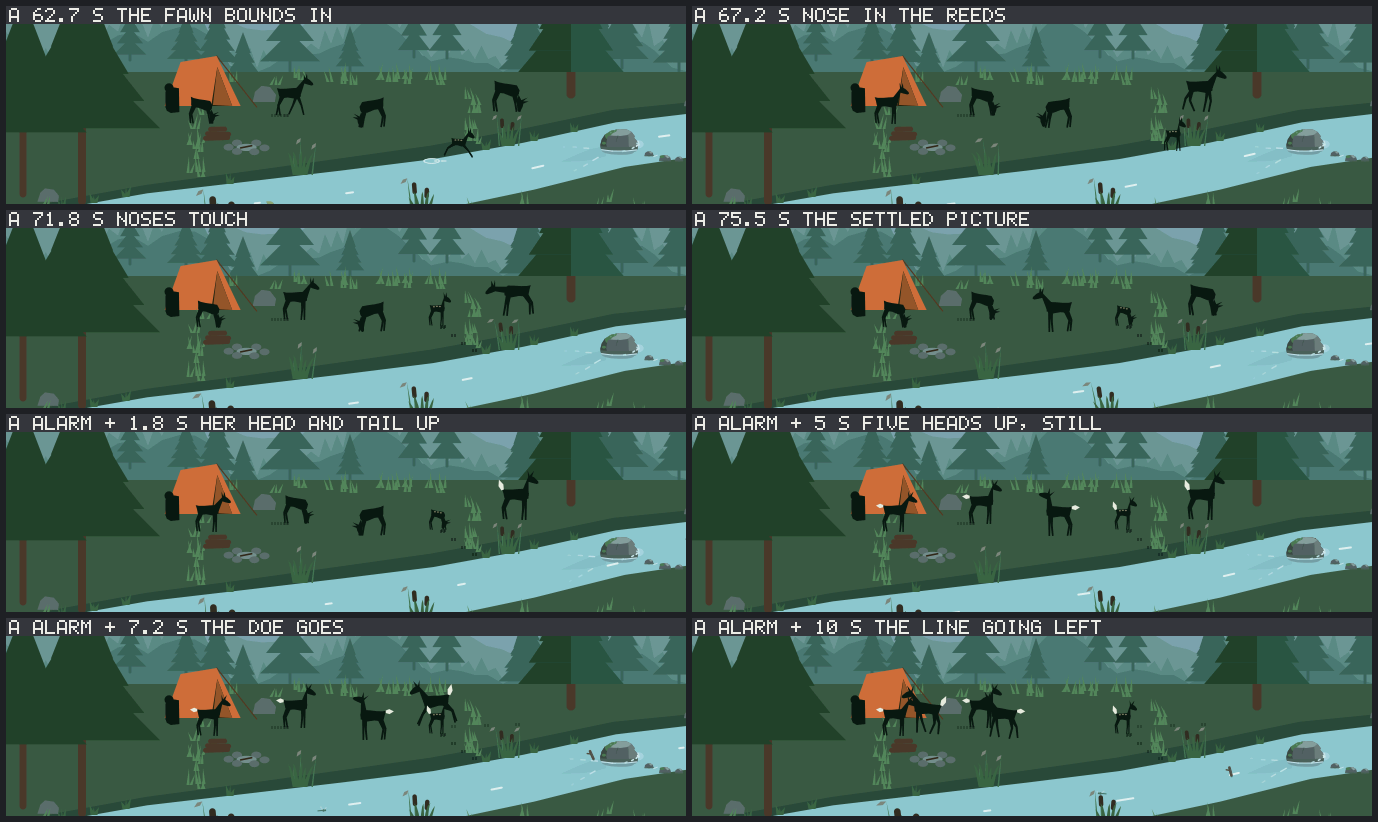 A 62.7 S THE FAWN BOUNDS IN
A 67.2 S NOSE IN THE REEDS
A 71.8 S NOSES TOUCH
A 75.5 S THE SETTLED PICTURE
A ALARM + 1.8 S HER HEAD AND TAIL UP
A ALARM + 5 S FIVE HEADS UP, STILL
A ALARM + 7.2 S THE DOE GOES
A ALARM + 10 S THE LINE GOING LEFT